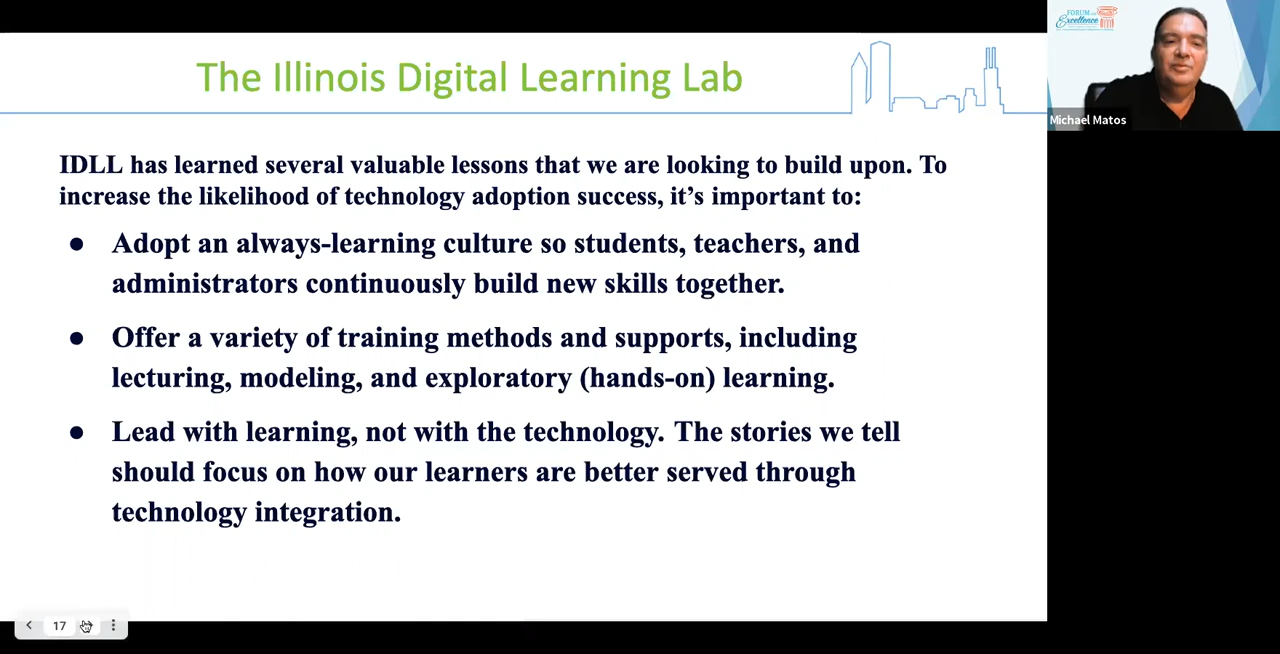 The Illinois Digital Learning Lab
IDLL has learned several valuable lessons that we are looking to build upon. To
increase the likelihood of technology adoption success, it’s important to:
● Adopt an always-learning culture so students, teachers, and
administrators continuously build new skills together.
● Offer a variety of training methods and supports, including
lecturing, modeling, and exploratory (hands-on) learning.
● Lead with learning, not with the technology. The stories we tell
should focus on how our learners are better served through
technology integration.
17
FORUM
Excellence
Michael Matos